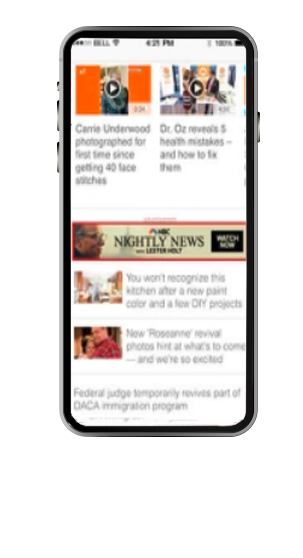 BELL 4:21 PM 100%
Carrie Underwood
photographed for
first time since
getting 40 face
stitches
Dr. Oz reveals 5
health mistakes –
and how to fix
them
NBC
NIGHTLY NEWS
WITH LESTER HOLT
WATCH
NOW
You won't recognize this
kitchen after a new paint
color and a few DIY projects
New 'Roseanne' revival
photos hint at what's to come
— and we're so excited
Federal judge temporarily revives part of
DACA immigration program